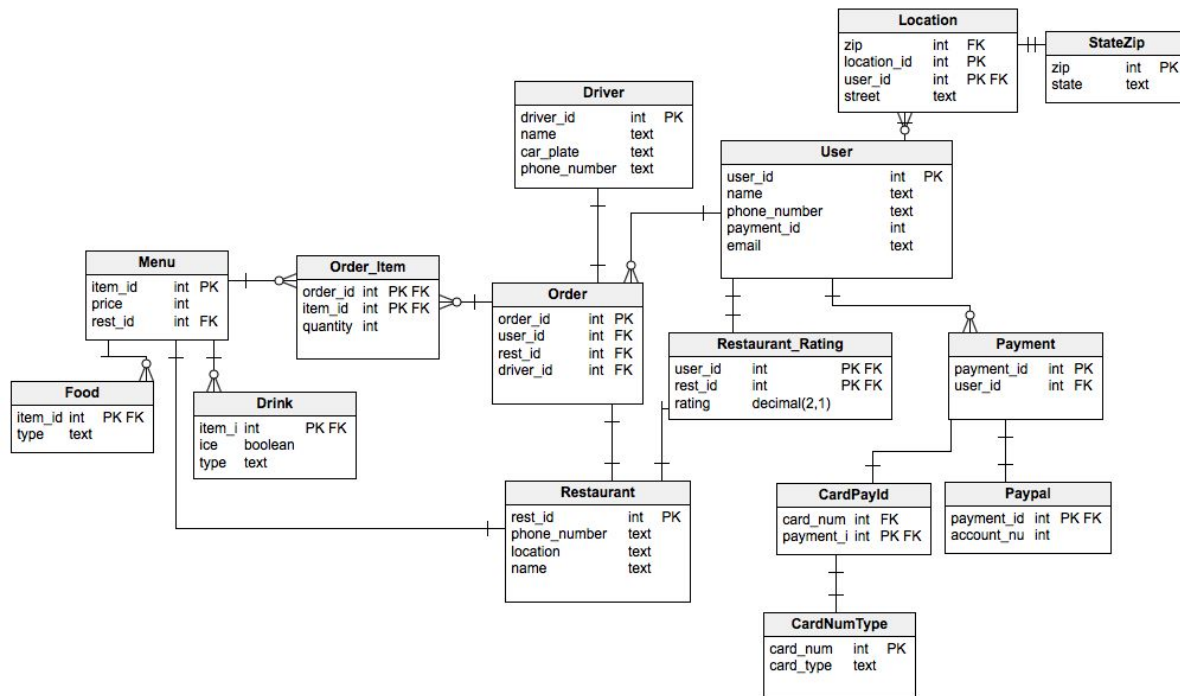 Location
zip int FK
location_id int PK
user_id int PK FK
street text
StateZip
zip int PK
state text
Driver
driver_id int PK
name text
car_plate text
phone_number text
User
user_id int PK
name text
phone_number text
payment_id int
email text
Menu
item_id int PK
price int
rest_id int FK
Order_Item
order_id int PK FK
item_id int PK FK
quantity int
Order
order_id int PK
user_id int FK
rest_id int FK
driver_id int FK
Restaurant_Rating
user_id int PK FK
rest_id int PK FK
rating decimal(2,1)
Payment
payment_id int PK
user_id int FK
Food
item_id int PK FK
type text
Drink
item_i int PK FK
ice boolean
type text
Restaurant
rest_id int PK
phone_number text
location text
name text
CardPayId
card_num int FK
payment_i int PK FK
Paypal
payment_id int PK FK
account_nu int
CardNumType
card_num int PK
card_type text